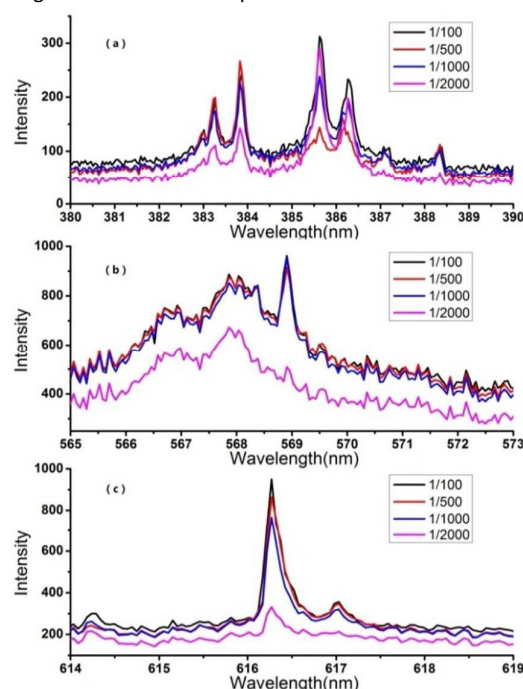 ( a )
1/100
1/500
1/1000
1/2000
Intensity
300
200
100
0
380 381 382 383 384 385 386 387 388 389 390
Wavelength(nm)
( b )
1/100
1/500
1/1000
1/2000
Intensity
1000
800
600
400
565 566 567 568 569 570 571 572 573
Wavelength(nm)
( c )
1/100
1/500
1/1000
1/2000
Intensity
1000
800
600
400
200
614 615 616 617 618 619
Wavelength(nm)